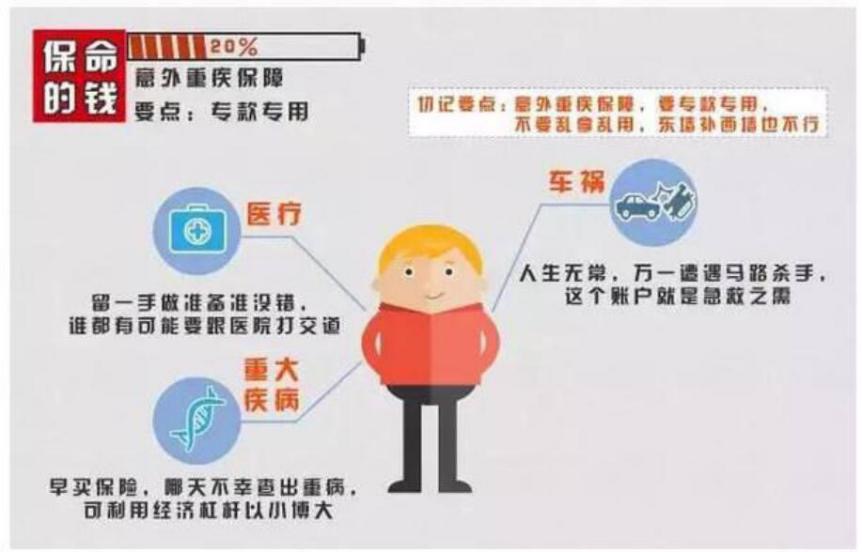 保命
的钱
20%
意外重疾保障
要点：专款专用
切记要点：意外重疾保障，要专款专用，
不要乱拿乱用，东墙补西墙也不行
车祸
人生无常，万一遭遇马路杀手，
这个账户就是急救之需
医疗
留一手做准备准没错，
谁都有可能要跟医院打交道
重大
疾病
早买保险，哪天不幸查出重病，
可利用经济杠杆以小博大